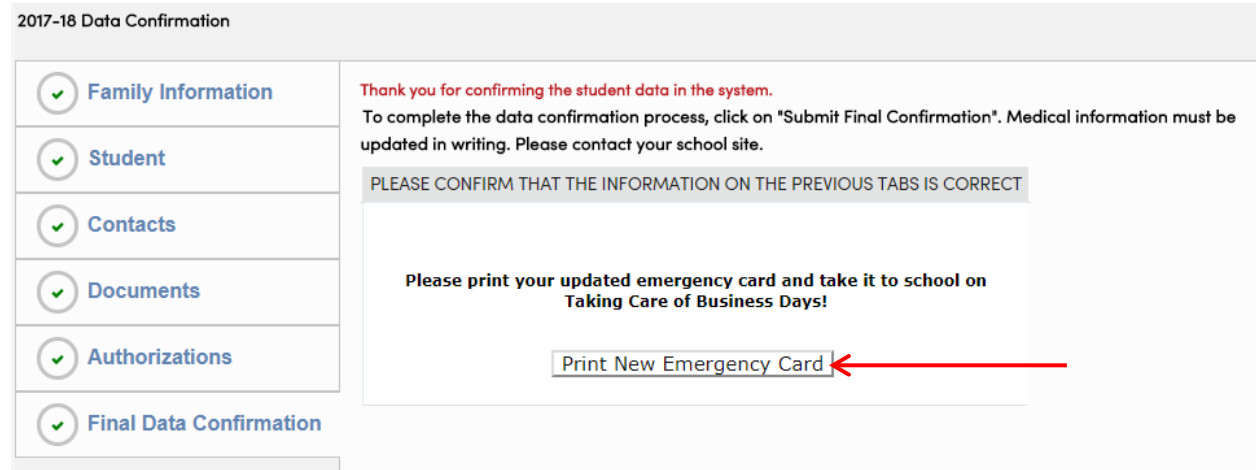 2017-18 Data Confirmation
Family Information
Student
Contacts
Documents
Authorizations
Final Data Confirmation
Thank you for confirming the student data in the system.
To complete the data confirmation process, click on "Submit Final Confirmation". Medical information must be
updated in writing. Please contact your school site.
PLEASE CONFIRM THAT THE INFORMATION ON THE PREVIOUS TABS IS CORRECT
Please print your updated emergency card and take it to school on
Taking Care of Business Days!
Print New Emergency Card